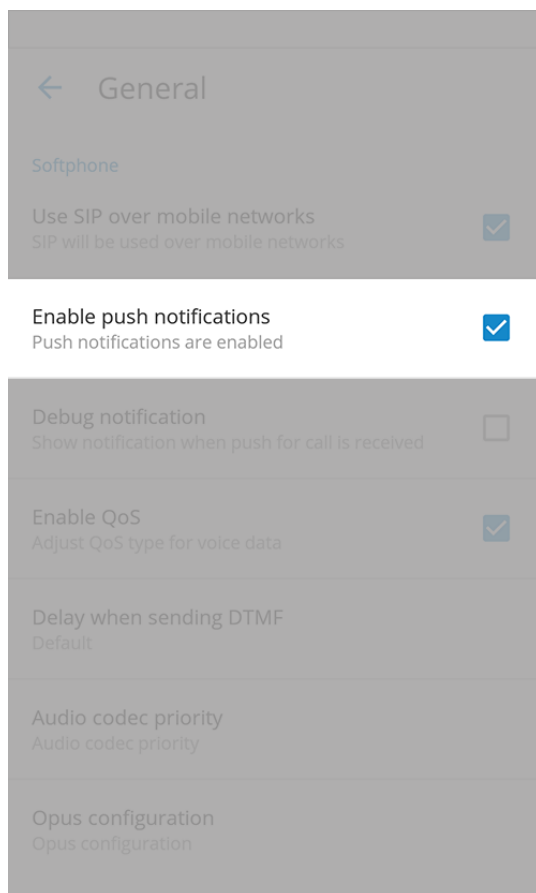 General
Softphone
Use SIP over mobile networks
SIP will be used over mobile networks
Enable push notifications
Push notifications are enabled
Debug notification
Show notification when push for call is received
Enable QoS
Adjust QoS type for voice data
Delay when sending DTMF
Default
Audio codec priority
Audio codec priority
Opus configuration
Opus configuration